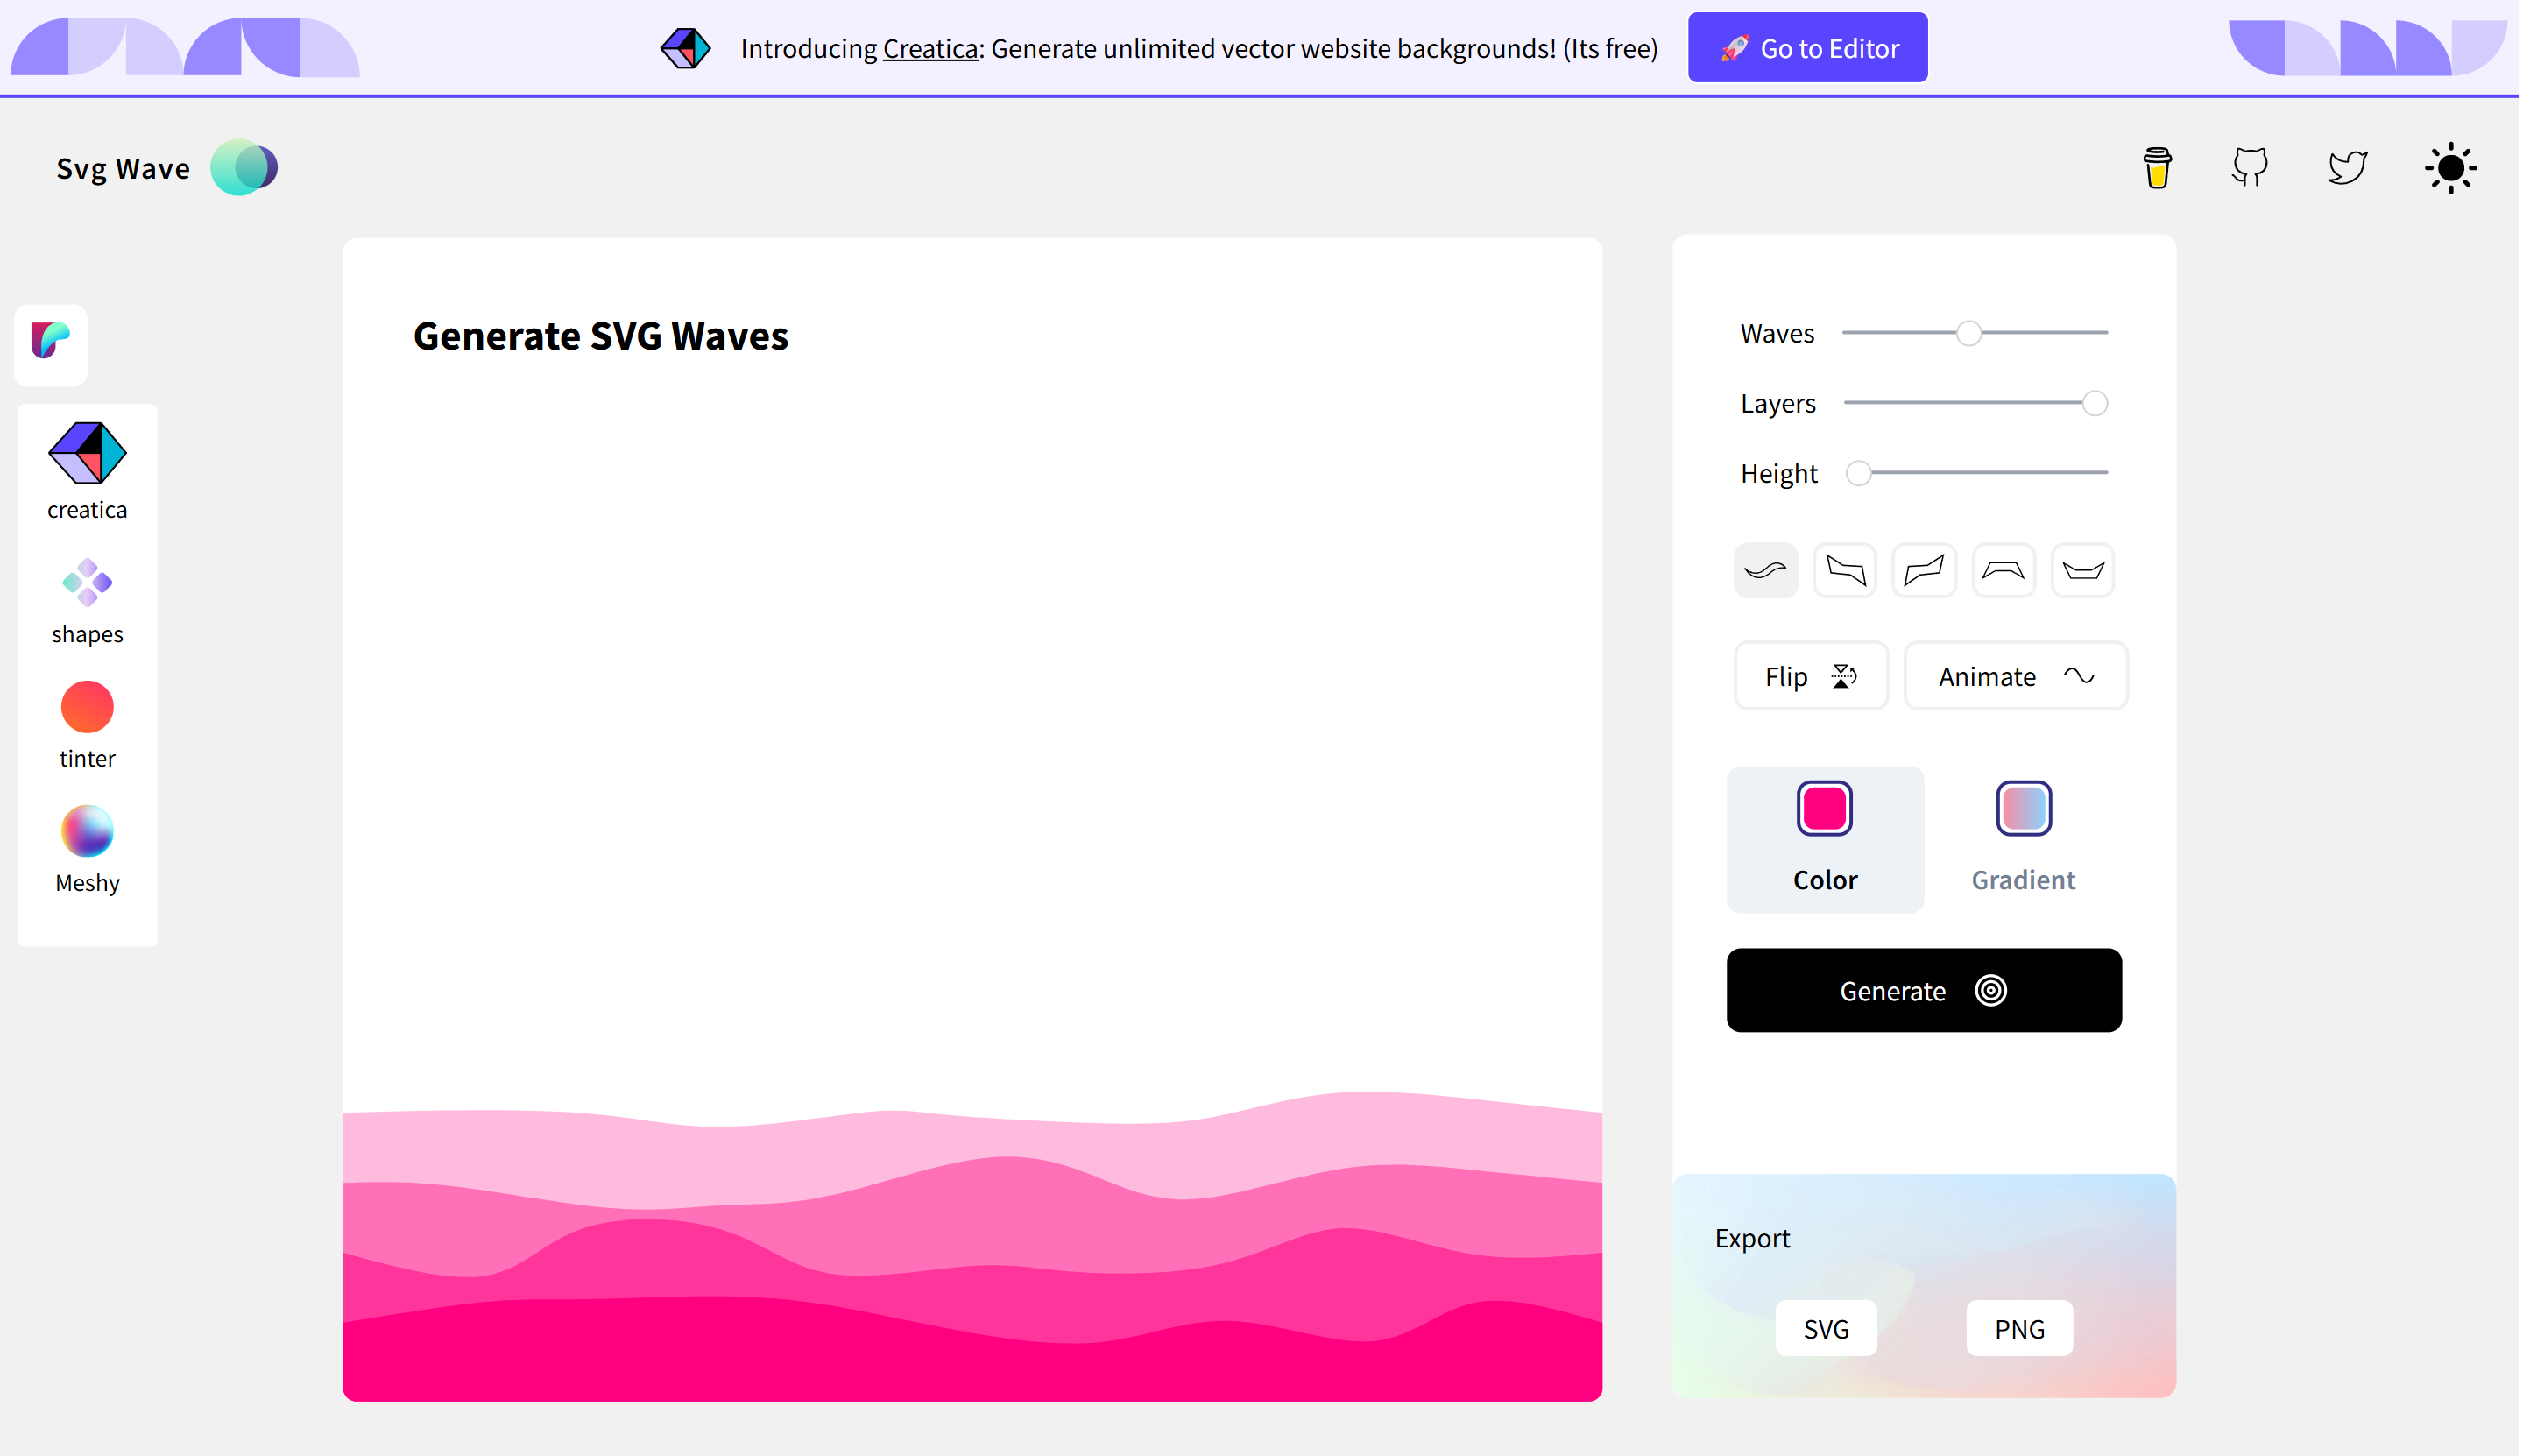 Introducing Creatica: Generate unlimited vector website backgrounds! (Its free)
🚀 Go to Editor
Svg Wave
creatica
shapes
tinter
Meshy
Generate SVG Waves
Waves
Layers
Height
Flip
Animate
Color
Gradient
Generate
Export
SVG
PNG